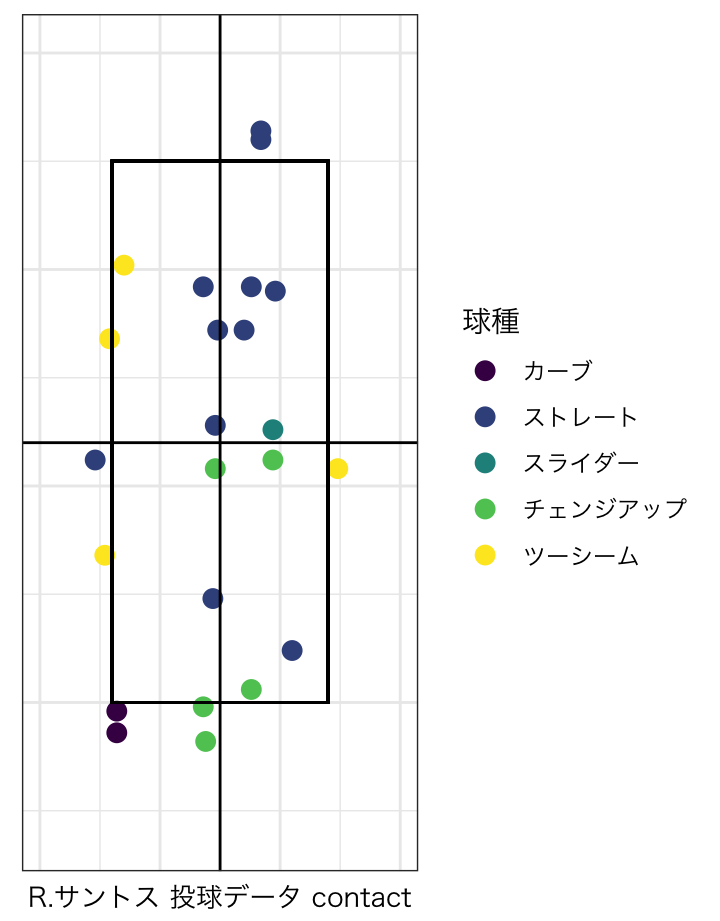 球種
カーブ
ストレート
スライダー
チェンジアップ
ツーシーム
R.サントス 投球データ contact